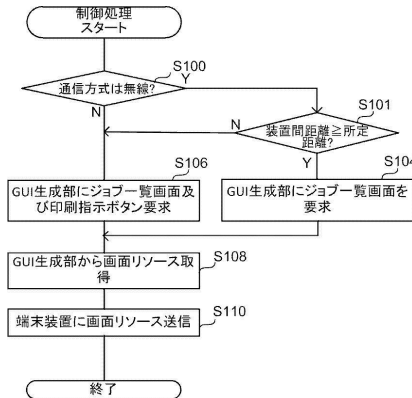 制御処理
スタート
S100
通信方式は無線?
Y
N
S101
装置間距離≧所定
距離?
N
Y
S106
GUI生成部にジョブ一覧画面及
び印刷指示ボタン要求
S104
GUI生成部にジョブ一覧画面を
要求
S108
GUI生成部から画面リソース取
得
S110
端末装置に画面リソース送信
終了